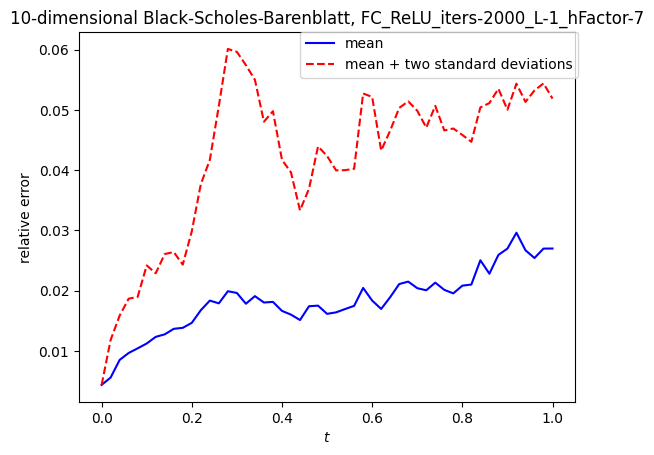 10-dimensional Black-Scholes-Barenblatt, FC_ReLU_iters-2000_L-1_hFactor-7
mean
mean + two standard deviations
relative error
0.06
0.05
0.04
0.03
0.02
0.01
0.0
0.2
0.4
0.6
0.8
1.0
t